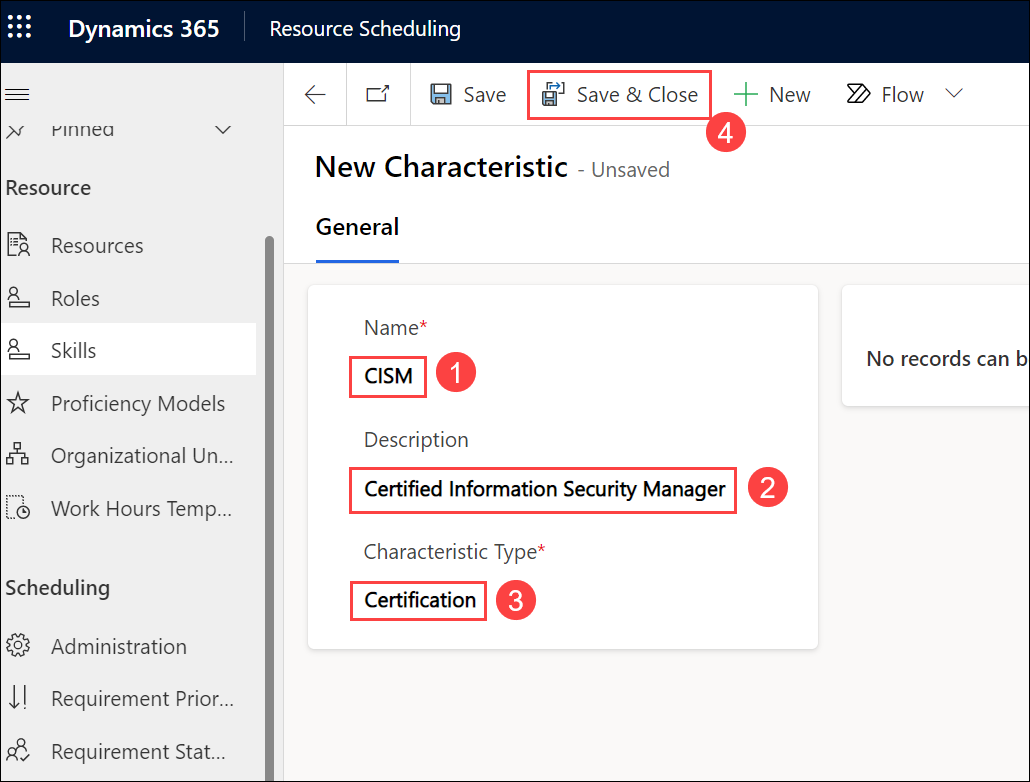 Dynamics 365
Resource Scheduling
Save
Save & Close
New
Flow
4
Pinned
Resource
Resources
Roles
Skills
Proficiency Models
Organizational Un...
Work Hours Temp...
Scheduling
Administration
Requirement Prior...
Requirement Stat...
New Characteristic - Unsaved
General
Name*
CISM
1
Description
Certified Information Security Manager
2
Characteristic Type*
Certification
3
No records can b